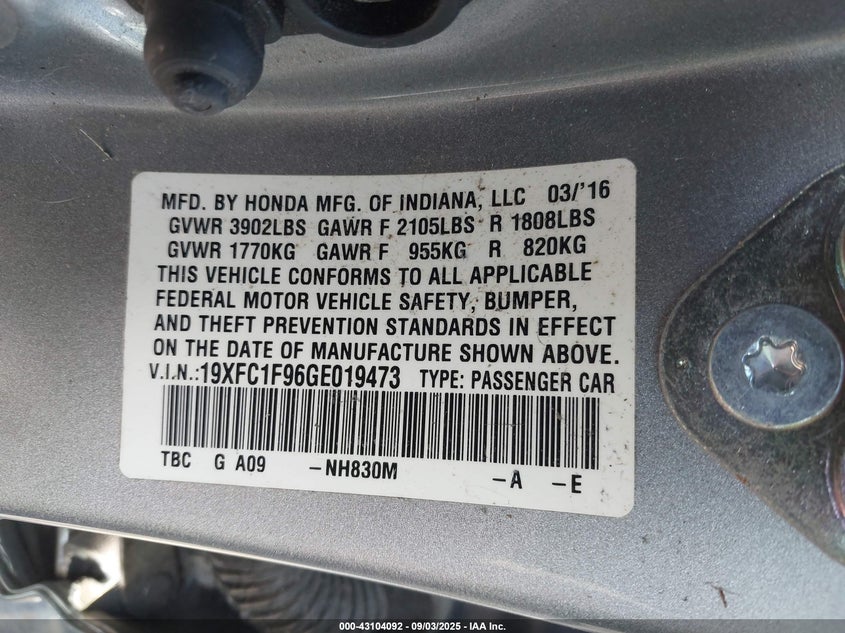 MFD. BY HONDA MFG. OF INDIANA, LLC 03/'16
GVWR 3902LBS GAWR F 2105LBS R 1808LBS
GVWR 1770KG GAWR F 955KG R 820KG
THIS VEHICLE CONFORMS TO ALL APPLICABLE
FEDERAL MOTOR VEHICLE SAFETY, BUMPER,
AND THEFT PREVENTION STANDARDS IN EFFECT
ON THE DATE OF MANUFACTURE SHOWN ABOVE.
V.I.N.:19XFC1F96GE019473 TYPE: PASSENGER CAR
TBC G A09 –NH830M –A –E
000-43104092 - 09/03/2025 - IAA Inc.